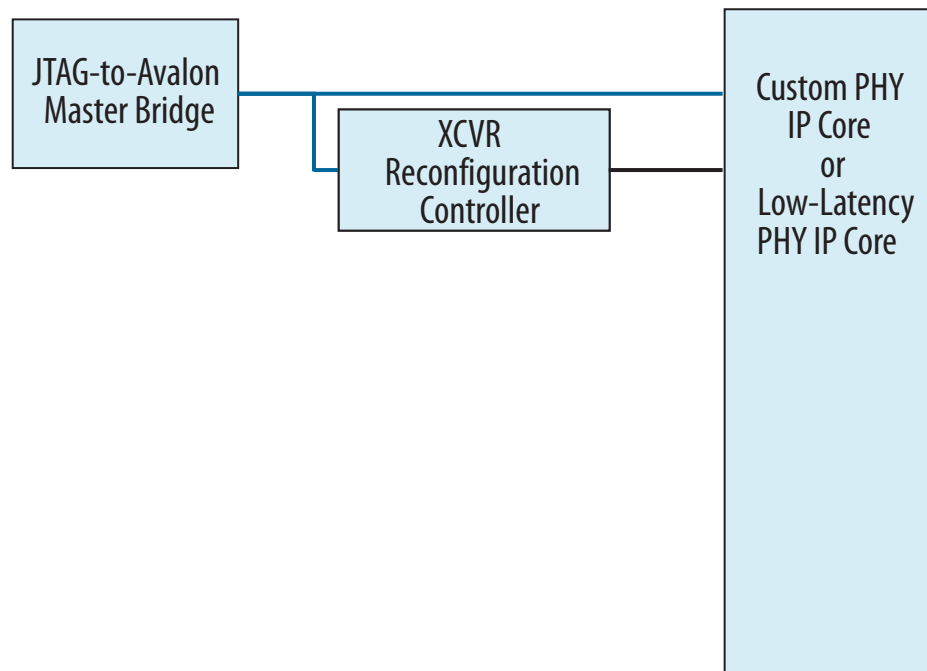 JTAG-to-Avalon
Master Bridge
XCVR
Reconfiguration
Controller
Custom PHY
IP Core
or
Low-Latency
PHY IP Core